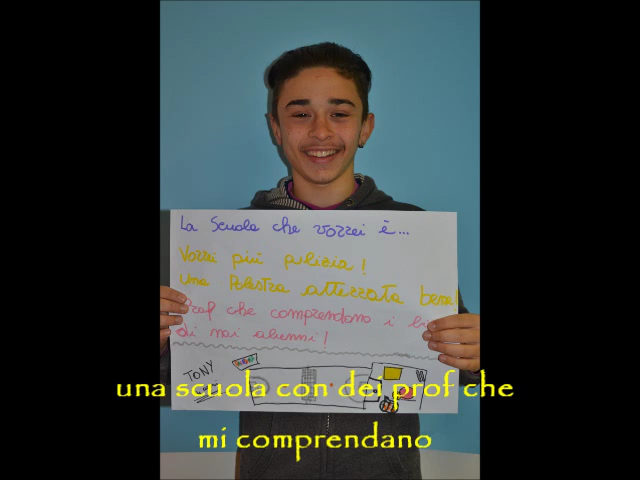 La Scuola che vorrei è...
Vorrei più pulizia!
una Palestra attrezzata bene!
Prof che comprendono i
di noi alunni!
TONY
una scuola con dei prof che
mi comprendano